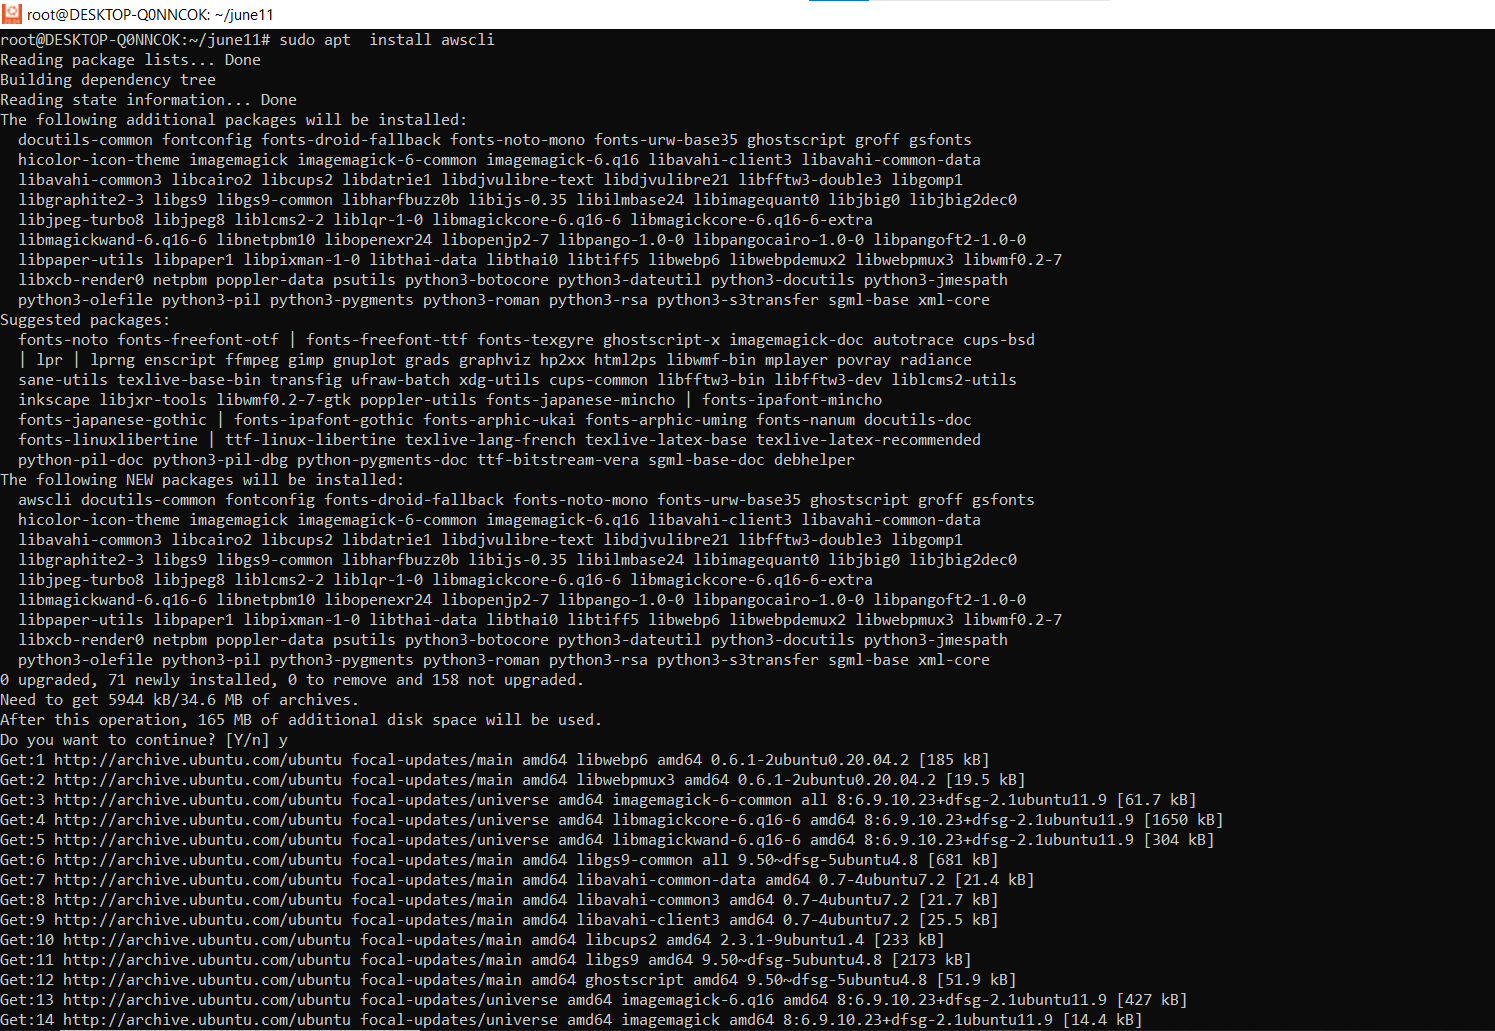 root@DESKTOP-Q0NNCOK: ~/june11
root@DESKTOP-Q0NNCOK:~/june11# sudo apt  install awscli
Reading package lists... Done
Building dependency tree
Reading state information... Done
The following additional packages will be installed:
  docutils-common fontconfig fonts-droid-fallback fonts-noto-mono fonts-urw-base35 ghostscript groff gsfonts
  hicolor-icon-theme imagemagick imagemagick-6-common imagemagick-6.q16 libavahi-client3 libavahi-common-data
  libavahi-common3 libcairo2 libcups2 libdatrie1 libdjvulibre-text libdjvulibre21 libfftw3-double3 libgomp1
  libgraphite2-3 libgs9 libgs9-common libharfbuzz0b libijs-0.35 libilmbase24 libimagequant0 libjbig0 libjbig2dec0
  libjpeg-turbo8 libjpeg8 liblcms2-2 liblqr-1-0 libmagickcore-6.q16-6 libmagickcore-6.q16-6-extra
  libmagickwand-6.q16-6 libnetpbm10 libopenexr24 libopenjp2-7 libpango-1.0-0 libpangocairo-1.0-0 libpangoft2-1.0-0
  libpaper-utils libpaper1 libpixman-1-0 libthai-data libthai0 libtiff5 libwebp6 libwebpdemux2 libwebpmux3 libwmf0.2-7
  libxcb-render0 netpbm poppler-data psutils python3-botocore python3-dateutil python3-docutils python3-jmespath
  python3-olefile python3-pil python3-pygments python3-roman python3-rsa python3-s3transfer sgml-base xml-core
Suggested packages:
  fonts-noto fonts-freefont-otf | fonts-freefont-ttf fonts-texgyre ghostscript-x imagemagick-doc autotrace cups-bsd
  | lpr | lprng enscript ffmpeg gimp gnuplot grads graphviz hp2xx html2ps libwmf-bin mplayer povray radiance
  sane-utils texlive-base-bin transfig ufraw-batch xdg-utils cups-common libfftw3-bin libfftw3-dev liblcms2-utils
  inkscape libjxr-tools libwmf0.2-7-gtk poppler-utils fonts-japanese-mincho | fonts-ipafont-mincho
  fonts-japanese-gothic | fonts-ipafont-gothic fonts-arphic-ukai fonts-arphic-uming fonts-nanum docutils-doc
  fonts-linuxlibertine | ttf-linux-libertine texlive-lang-french texlive-latex-base texlive-latex-recommended
  python-pil-doc python3-pil-dbg python-pygments-doc ttf-bitstream-vera sgml-base-doc debhelper
The following NEW packages will be installed:
  awscli docutils-common fontconfig fonts-droid-fallback fonts-noto-mono fonts-urw-base35 ghostscript groff gsfonts
  hicolor-icon-theme imagemagick imagemagick-6-common imagemagick-6.q16 libavahi-client3 libavahi-common-data
  libavahi-common3 libcairo2 libcups2 libdatrie1 libdjvulibre-text libdjvulibre21 libfftw3-double3 libgomp1
  libgraphite2-3 libgs9 libgs9-common libharfbuzz0b libijs-0.35 libilmbase24 libimagequant0 libjbig0 libjbig2dec0
  libjpeg-turbo8 libjpeg8 liblcms2-2 liblqr-1-0 libmagickcore-6.q16-6 libmagickcore-6.q16-6-extra
  libmagickwand-6.q16-6 libnetpbm10 libopenexr24 libopenjp2-7 libpango-1.0-0 libpangocairo-1.0-0 libpangoft2-1.0-0
  libpaper-utils libpaper1 libpixman-1-0 libthai-data libthai0 libtiff5 libwebp6 libwebpdemux2 libwebpmux3 libwmf0.2-7
  libxcb-render0 netpbm poppler-data psutils python3-botocore python3-dateutil python3-docutils python3-jmespath
  python3-olefile python3-pil python3-pygments python3-roman python3-rsa python3-s3transfer sgml-base xml-core
0 upgraded, 71 newly installed, 0 to remove and 158 not upgraded.
Need to get 5944 kB/34.6 MB of archives.
After this operation, 165 MB of additional disk space will be used.
Do you want to continue? [Y/n] y
Get:1 http://archive.ubuntu.com/ubuntu focal-updates/main amd64 libwebp6 amd64 0.6.1-2ubuntu0.20.04.2 [185 kB]
Get:2 http://archive.ubuntu.com/ubuntu focal-updates/main amd64 libwebpmux3 amd64 0.6.1-2ubuntu0.20.04.2 [19.5 kB]
Get:3 http://archive.ubuntu.com/ubuntu focal-updates/universe amd64 imagemagick-6-common all 8:6.9.10.23+dfsg-2.1ubuntu11.9 [61.7 kB]
Get:4 http://archive.ubuntu.com/ubuntu focal-updates/universe amd64 libmagickcore-6.q16-6 amd64 8:6.9.10.23+dfsg-2.1ubuntu11.9 [1650 kB]
Get:5 http://archive.ubuntu.com/ubuntu focal-updates/universe amd64 libmagickwand-6.q16-6 amd64 8:6.9.10.23+dfsg-2.1ubuntu11.9 [304 kB]
Get:6 http://archive.ubuntu.com/ubuntu focal-updates/main amd64 libgs9-common all 9.50~dfsg-5ubuntu4.8 [681 kB]
Get:7 http://archive.ubuntu.com/ubuntu focal-updates/main amd64 libavahi-common-data amd64 0.7-4ubuntu7.2 [21.4 kB]
Get:8 http://archive.ubuntu.com/ubuntu focal-updates/main amd64 libavahi-common3 amd64 0.7-4ubuntu7.2 [21.7 kB]
Get:9 http://archive.ubuntu.com/ubuntu focal-updates/main amd64 libavahi-client3 amd64 0.7-4ubuntu7.2 [25.5 kB]
Get:10 http://archive.ubuntu.com/ubuntu focal-updates/main amd64 libcups2 amd64 2.3.1-9ubuntu1.4 [233 kB]
Get:11 http://archive.ubuntu.com/ubuntu focal-updates/main amd64 libgs9 amd64 9.50~dfsg-5ubuntu4.8 [2173 kB]
Get:12 http://archive.ubuntu.com/ubuntu focal-updates/main amd64 ghostscript amd64 9.50~dfsg-5ubuntu4.8 [51.9 kB]
Get:13 http://archive.ubuntu.com/ubuntu focal-updates/universe amd64 imagemagick-6.q16 amd64 8:6.9.10.23+dfsg-2.1ubuntu11.9 [427 kB]
Get:14 http://archive.ubuntu.com/ubuntu focal-updates/universe amd64 imagemagick amd64 8:6.9.10.23+dfsg-2.1ubuntu11.9 [14.4 kB]